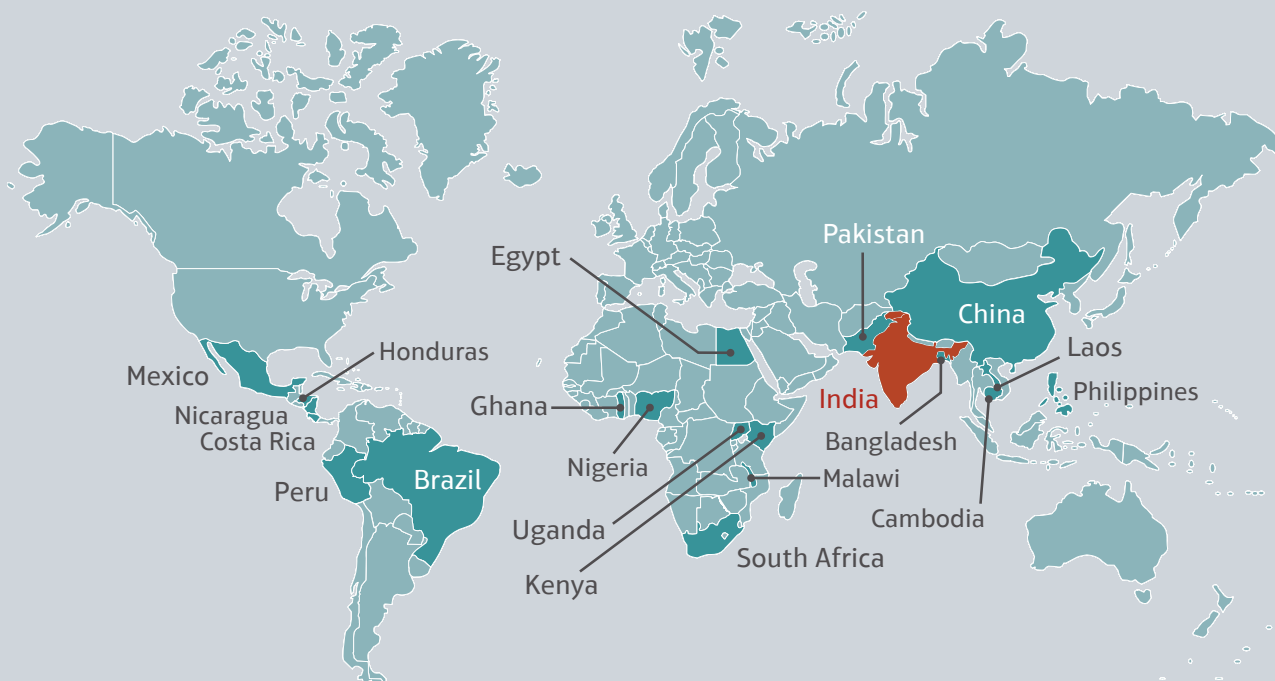 Pakistan
Egypt
China
Honduras
Laos
Mexico
Philippines
India
Ghana
Nicaragua
Costa Rica
Bangladesh
Nigeria
Brazil
Malawi
Peru
Cambodia
Uganda
South Africa
Kenya